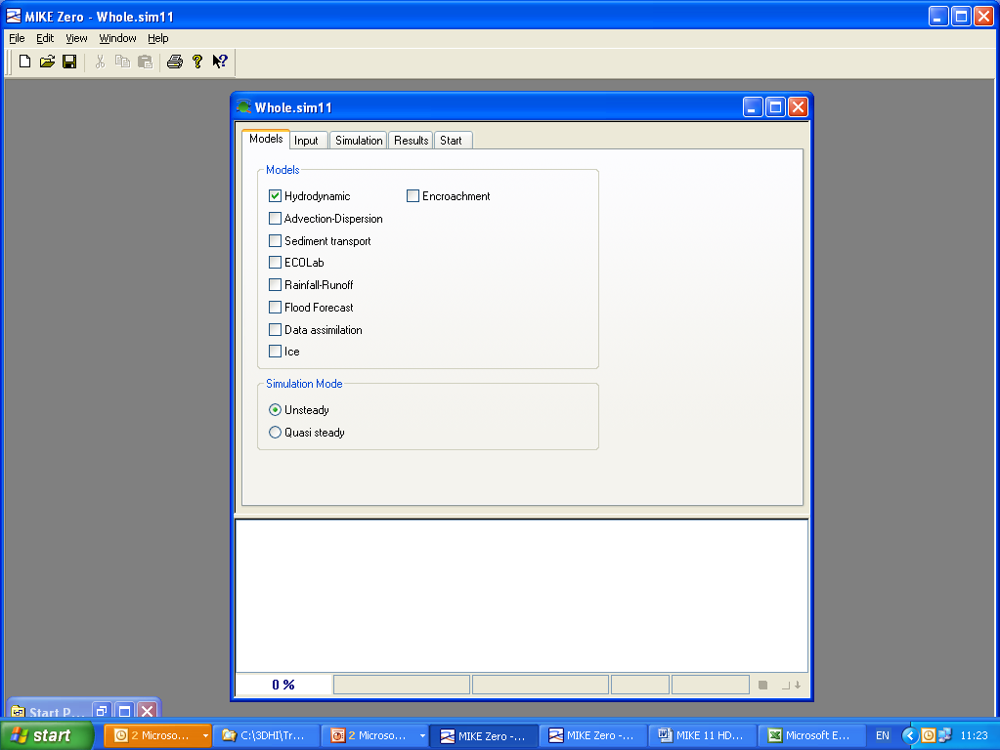 MIKE Zero - Whole.sim11
File Edit View Window Help
Whole.sim11
Models Input Simulation Results Start
Models
Hydrodynamic Encroachment
Advection-Dispersion
Sediment transport
ECOLab
Rainfall-Runoff
Flood Forecast
Data assimilation
Ice
Simulation Mode
Unsteady
Quasi steady
0 %
Start P...
start 2 Microso... C:\3DHI\Tr... 2 Microso... MIKE Zero -... MIKE Zero -... MIKE 11 HD... Microsoft E... EN 11:23